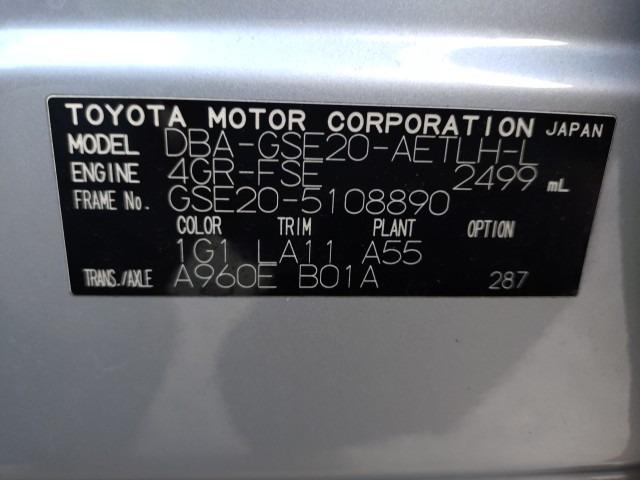 TOYOTA MOTOR CORPORATION JAPAN
MODEL DBA-GSE20-AETLH-L
ENGINE 4GR-FSE 2499 mL
FRAME No. GSE20-5108890
COLOR TRIM PLANT OPTION
1G1 LA11 A55
TRANS./AXLE A960E B01A 287